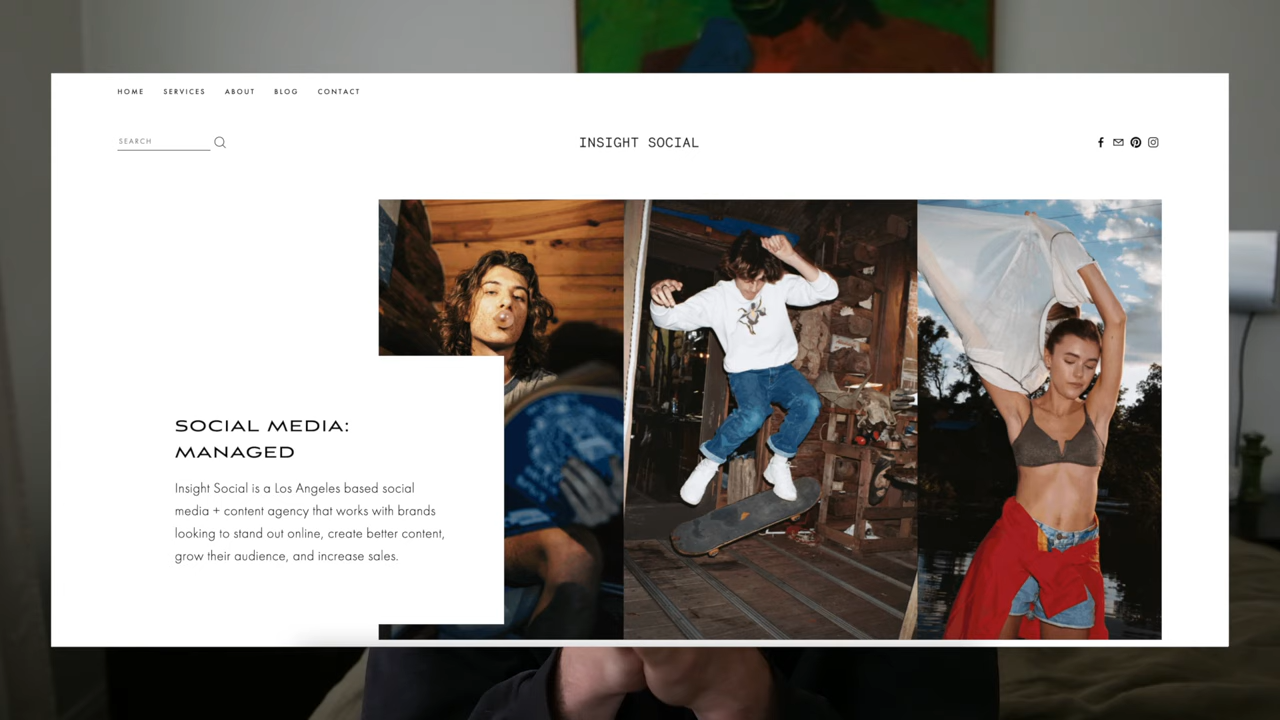 HOME SERVICES ABOUT BLOG CONTACT
SEARCH
INSIGHT SOCIAL
SOCIAL MEDIA:
MANAGED
Insight Social is a Los Angeles based social
media + content agency that works with brands
looking to stand out online, create better content,
grow their audience, and increase sales.